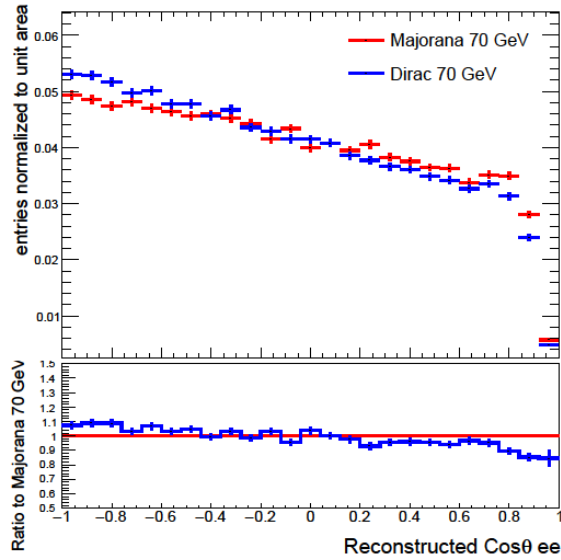 entries normalized to unit area
0.06
0.05
0.04
0.03
0.02
0.01
Majorana 70 GeV
Dirac 70 GeV
Ratio to Majorana 70 GeV
1.5
1.4
1.3
1.2
1.1
1
0.9
0.8
0.7
0.6
0.5
−1 −0.8 −0.6 −0.4 −0.2 0 0.2 0.4 0.6 0.8 1
Reconstructed Cosθ ee